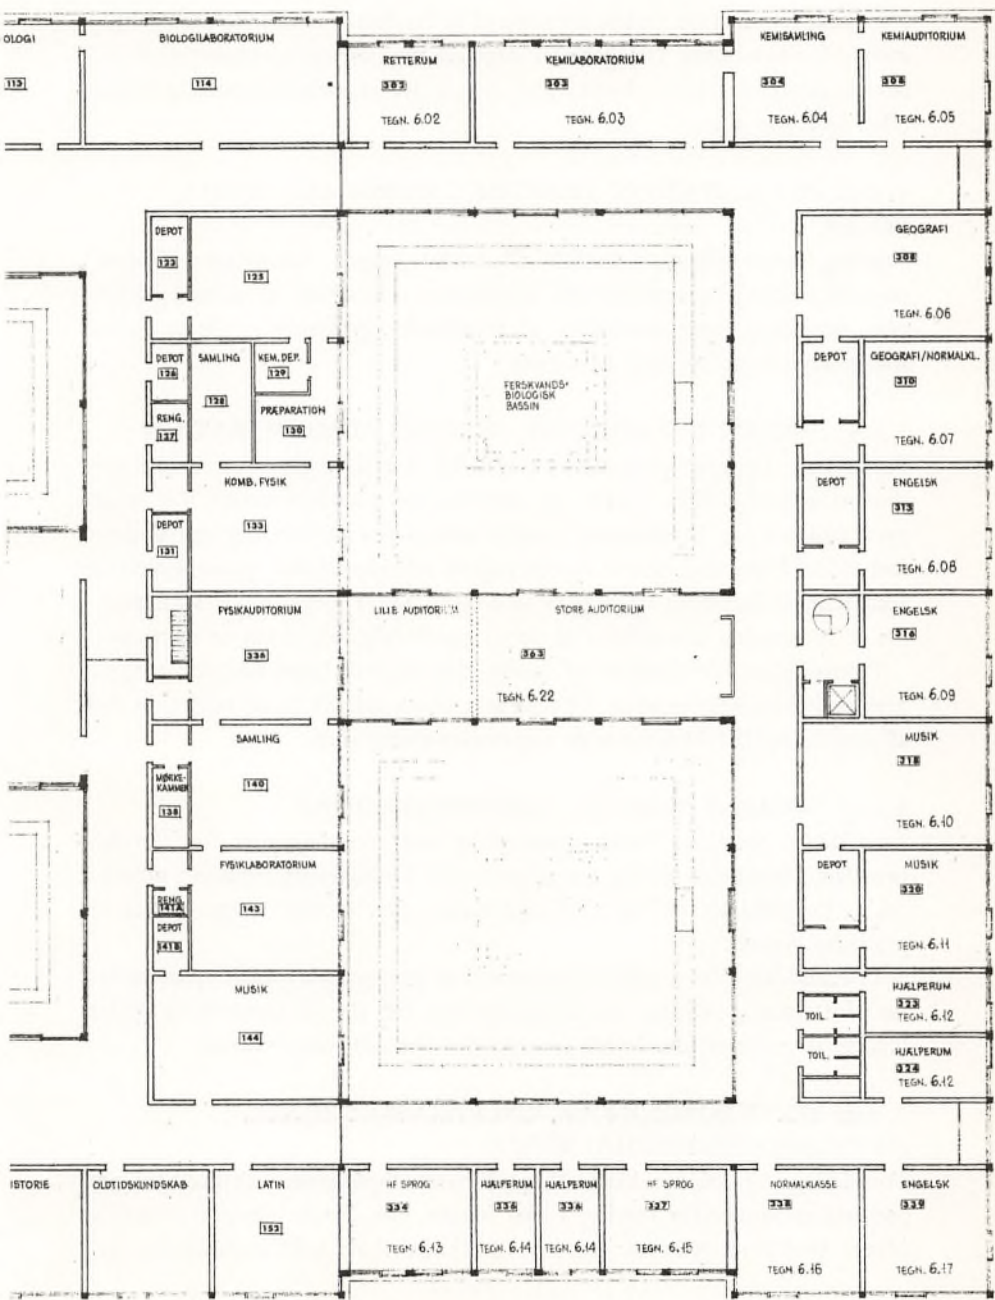 OLOGI
113
BIOLOGILABORATORIUM
114
RETTERUM
302
TEGN. 6.02
KEMILABORATORIUM
303
TEGN. 6.03
KEMISAMLING
304
TEGN. 6.04
KEMIAUDITORIUM
305
TEGN. 6.05
DEPOT
123
125
GEOGRAFI
308
TEGN. 6.06
DEPOT
126
SAMLING
128
KEM. DEP.
129
RENG.
127
PRÆPARATION
130
FERSKVANDS-
BIOLOGISK
BASSIN
DEPOT
GEOGRAFI/NORMALKL.
310
TEGN. 6.07
KOMB. FYSIK
133
DEPOT
131
DEPOT
ENGELSK
313
TEGN. 6.08
FYSIKAUDITORIUM
136
LILLE AUDITORIUM
STORE AUDITORIUM
363
TEGN. 6.22
ENGELSK
316
TEGN. 6.09
SAMLING
140
MØRKE-
KAMMER
138
MUSIK
318
TEGN. 6.10
FYSIKLABORATORIUM
143
RENG.
141A
DEPOT
141B
DEPOT
MUSIK
320
TEGN. 6.11
MUSIK
144
TOIL.
HJÆLPERUM
323
TEGN. 6.12
TOIL.
HJÆLPERUM
324
TEGN. 6.12
ISTORIE
OLDTIDSKUNDSKAB
LATIN
152
HF SPROG
334
TEGN. 6.13
HJÆLPERUM
336
TEGN. 6.14
HJÆLPERUM
336
TEGN. 6.14
HF SPROG
337
TEGN. 6.15
NORMALKLASSE
338
TEGN. 6.16
ENGELSK
339
TEGN. 6.17